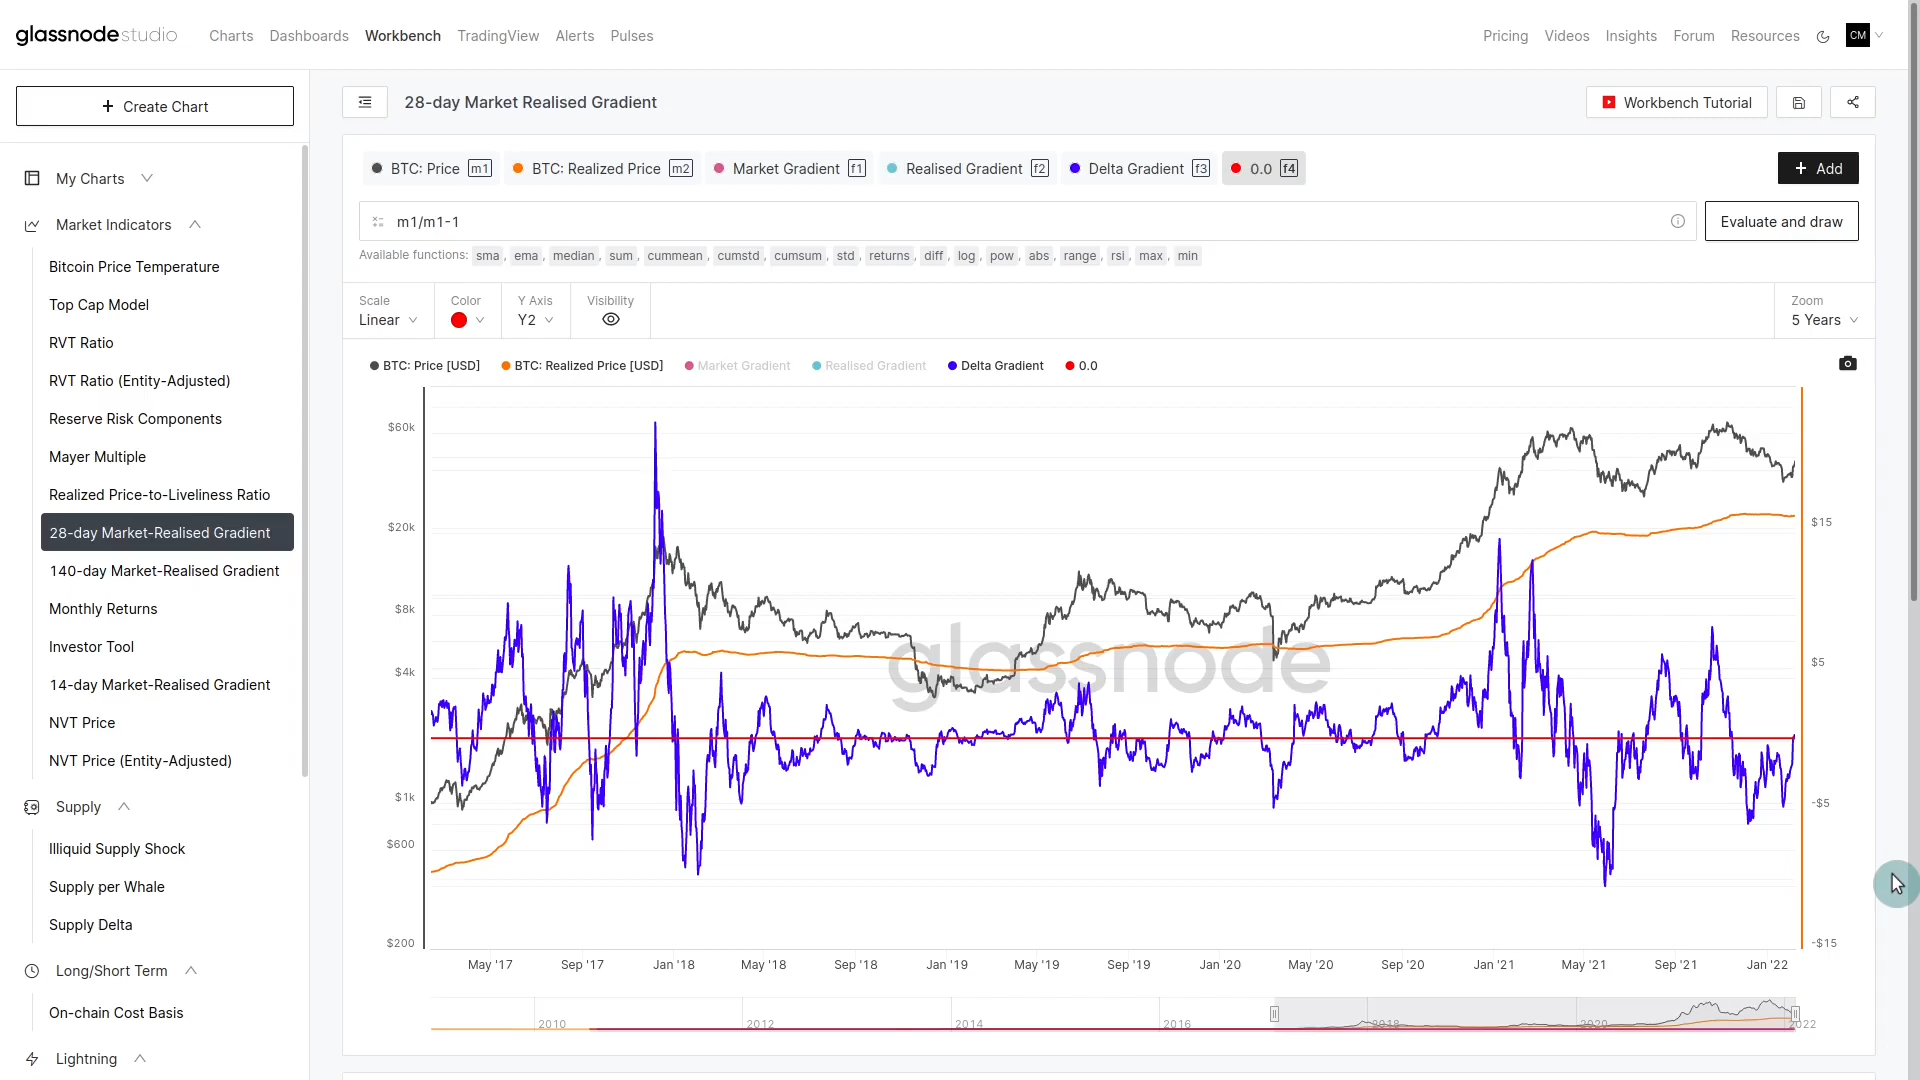 glassnodestudio Charts Dashboards Workbench TradingView Alerts Pulses Pricing Videos Insights Forum Resources CM
Create Chart
My Charts
Market Indicators
Bitcoin Price Temperature
Top Cap Model
RVT Ratio
RVT Ratio (Entity-Adjusted)
Reserve Risk Components
Mayer Multiple
Realized Price-to-Liveliness Ratio
28-day Market-Realised Gradient
140-day Market-Realised Gradient
Monthly Returns
Investor Tool
14-day Market-Realised Gradient
NVT Price
NVT Price (Entity-Adjusted)
Supply
Illiquid Supply Shock
Supply per Whale
Supply Delta
Long/Short Term
On-chain Cost Basis
Lightning
28-day Market Realised Gradient Workbench Tutorial
BTC: Price m1 BTC: Realized Price m2 Market Gradient f1 Realised Gradient f2 Delta Gradient f3 0.0 f4 + Add
m1/m1-1 Evaluate and draw
Available functions: sma, ema, median, sum, cummean, cumstd, cumsum, std, returns, diff, log, pow, abs, range, rsi, max, min
Scale Color Y Axis Visibility Zoom
Linear Y2 5 Years
BTC: Price [USD] BTC: Realized Price [USD] Market Gradient Realised Gradient Delta Gradient 0.0
$60k
$20k
$8k
$4k
$1k
$600
$200
glassnode
$15
$5
-$5
-$15
May '17 Sep '17 Jan '18 May '18 Sep '18 Jan '19 May '19 Sep '19 Jan '20 May '20 Sep '20 Jan '21 May '21 Sep '21 Jan '22
2010 2012 2014 2016 2018 2020 2022